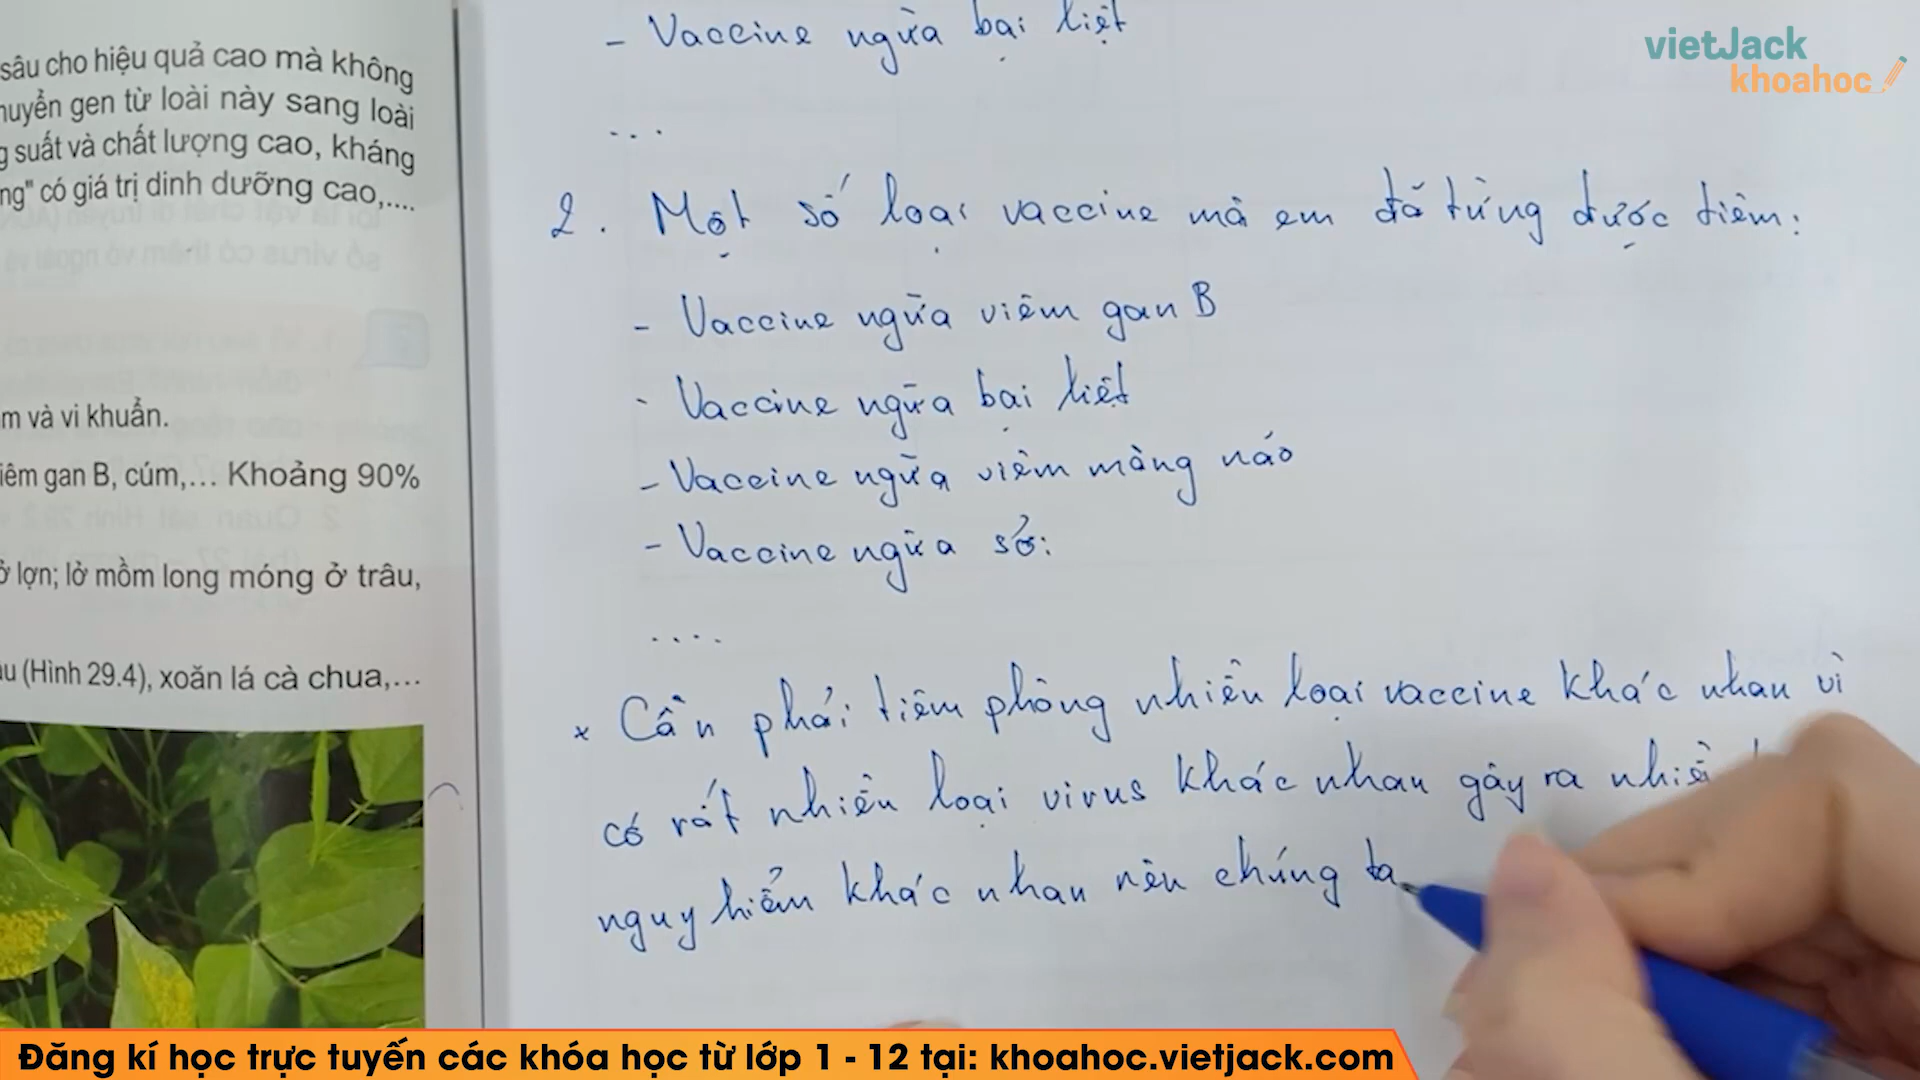 sâu cho hiệu quả cao mà không
huyển gen từ loài này sang loài
g suất và chất lượng cao, kháng
ng" có giá trị dinh dưỡng cao,....
m và vi khuẩn.
iêm gan B, cúm,... Khoảng 90%
ở lợn; lở mồm long móng ở trâu,
(Hình 29.4), xoăn lá cà chua,...
- Vaccine ngừa bại liệt
...
2. Một số loại vaccine mà em đã từng được tiêm:
- Vaccine ngừa viêm gan B
- Vaccine ngừa bại liệt
- Vaccine ngừa viêm màng não
- Vaccine ngừa sởi
....
* Cần phải tiêm phòng nhiều loại vaccine khác nhau vì
có rất nhiều loại virus khác nhau gây ra
nguy hiểm khác nhau nên chúng ta
vietJack
khoahoc
Đăng kí học trực tuyến các khóa học từ lớp 1 - 12 tại: khoahoc.vietjack.com